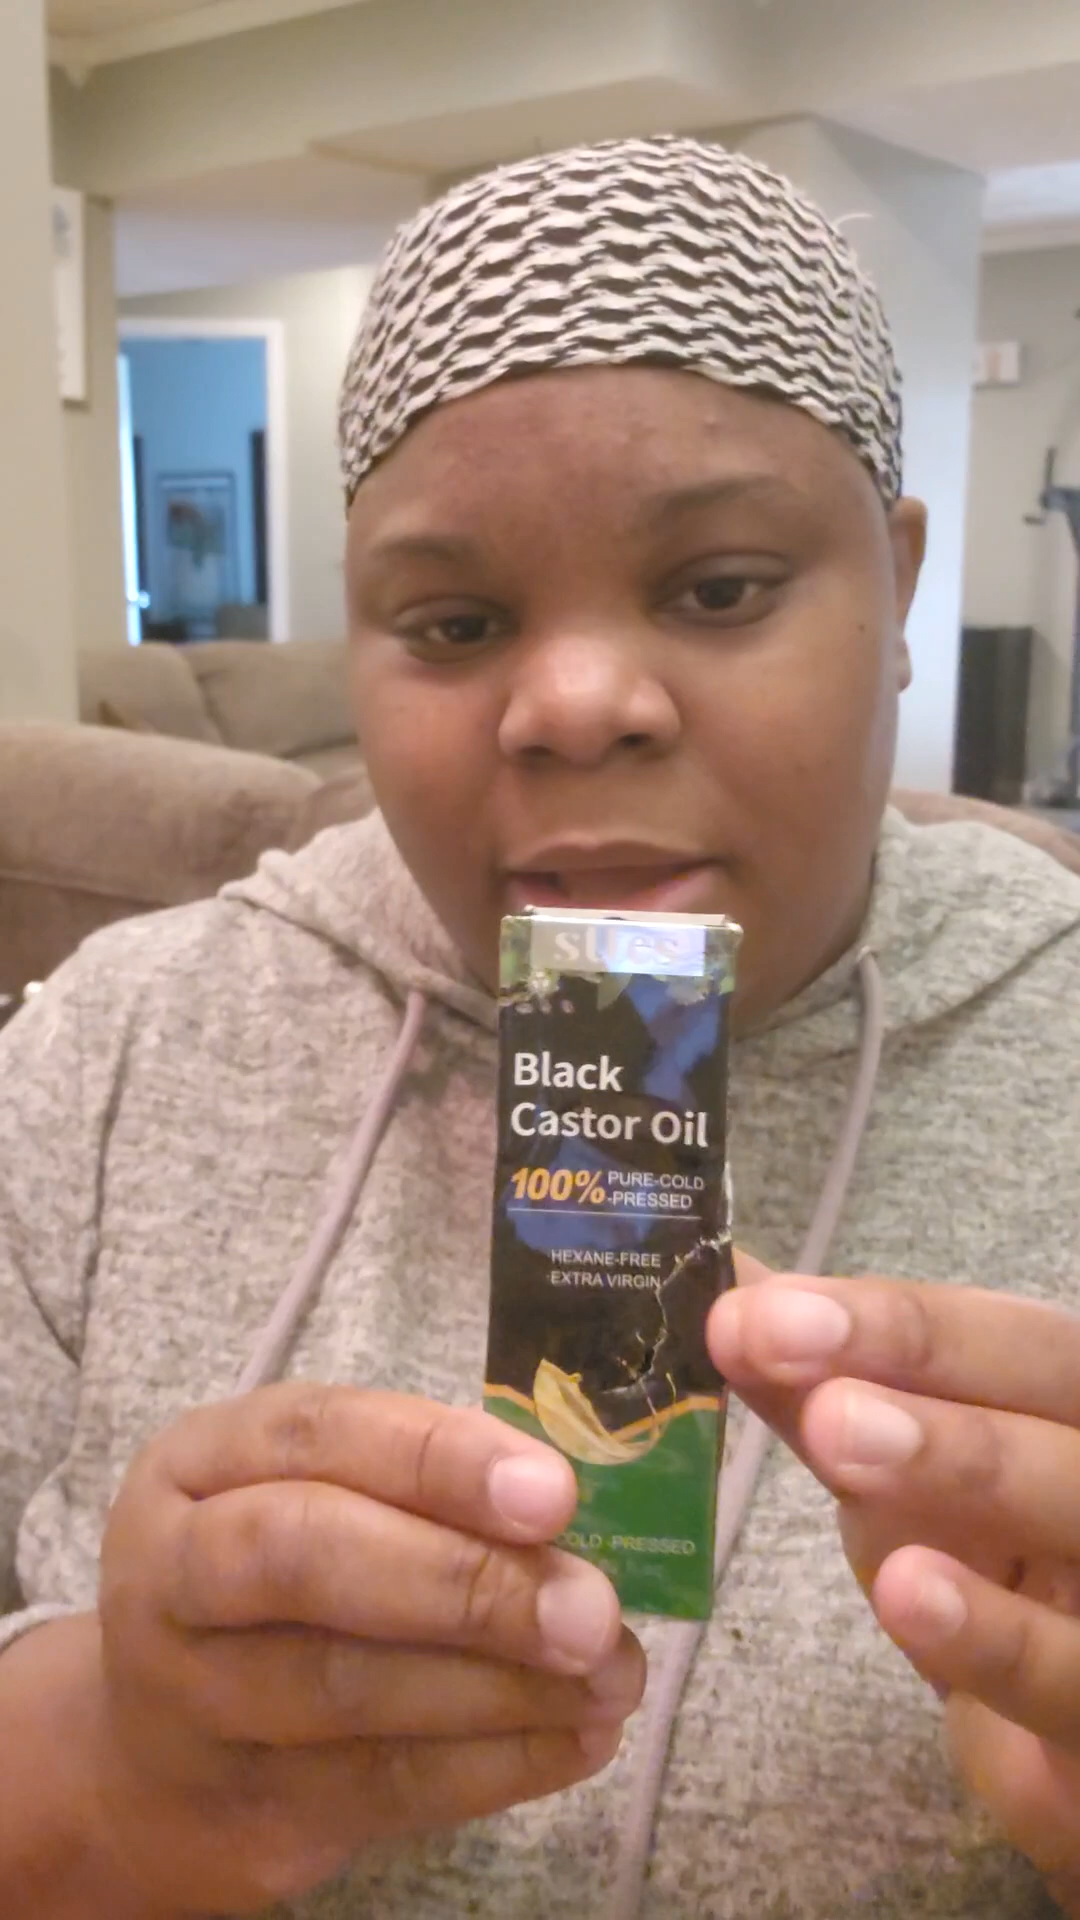 Black
Castor Oil
100% PURE-COLD
-PRESSED
·HEXANE-FREE
·EXTRA VIRGIN
COLD -PRESSED